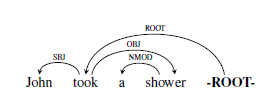 ROOT
OBJ
SBJ NMOD
John took a shower -ROOT-